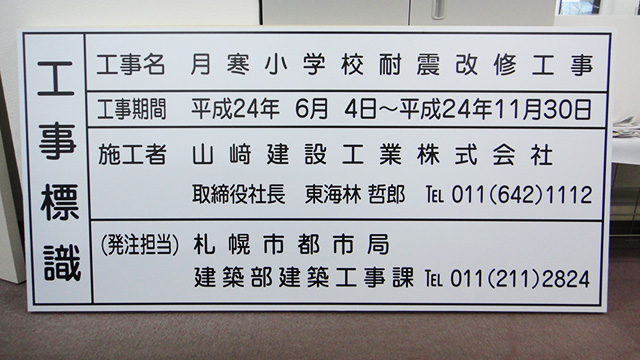 工事標識
工事名 月寒小学校耐震改修工事
工事期間 平成24年 6月 4日～平成24年11月30日
施工者 山﨑建設工業株式会社
取締役社長 東海林 哲郎 TEL 011(642)1112
(発注担当) 札幌市都市局
建築部建築工事課 TEL 011(211)2824